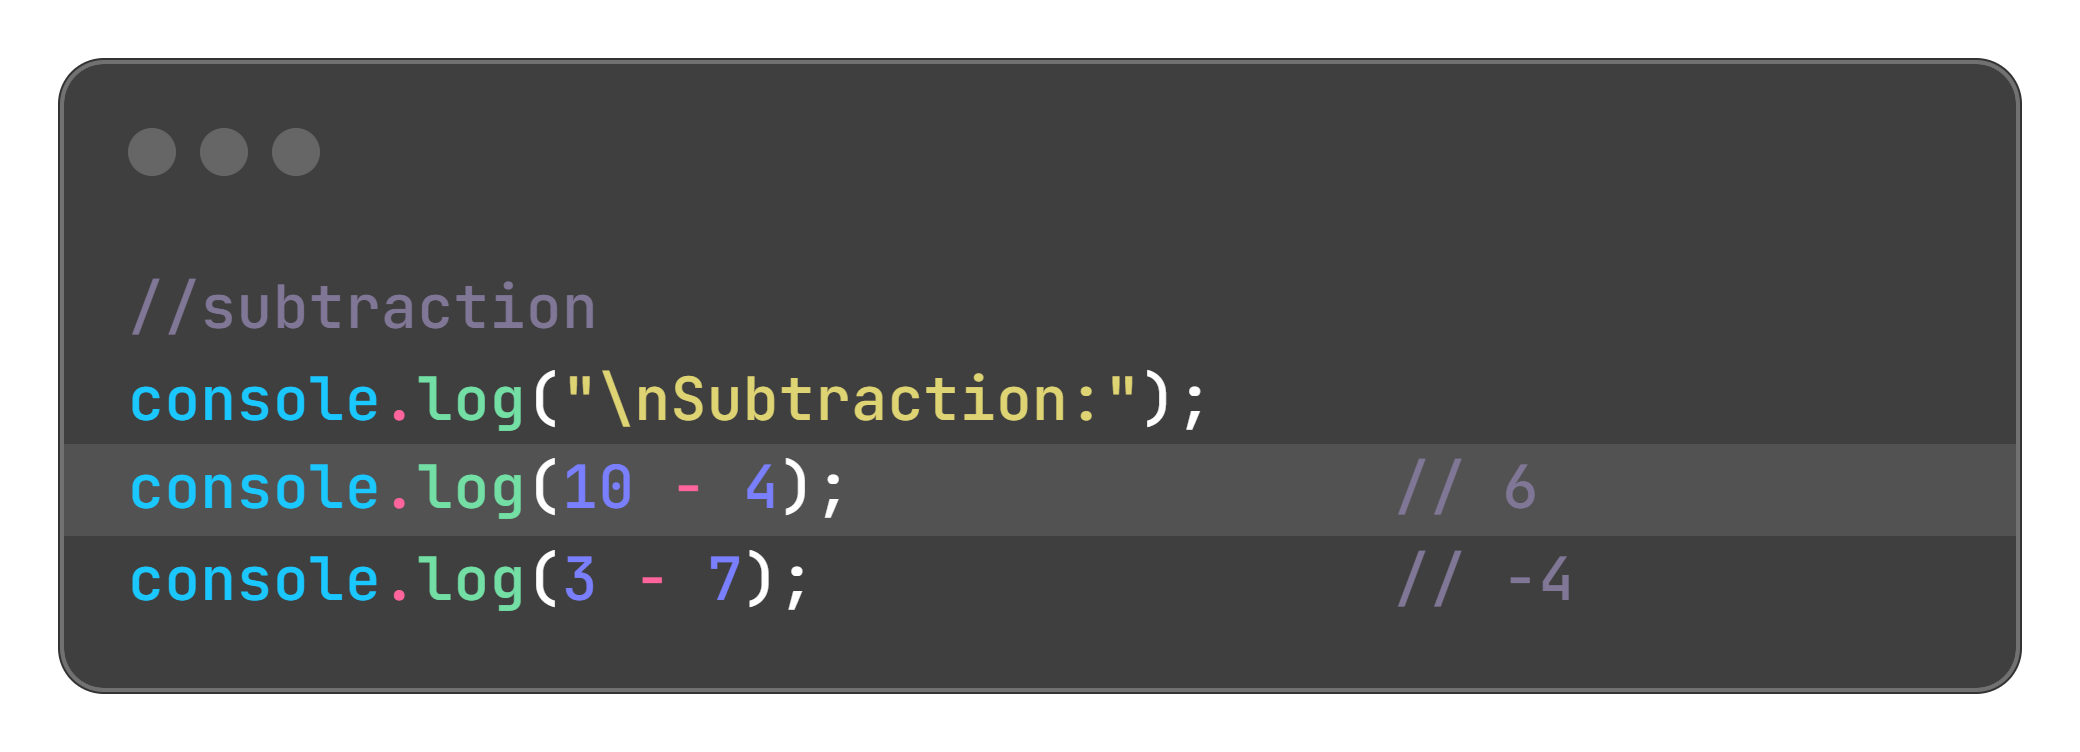 //subtraction
console.log("\nSubtraction:");
console.log(10 - 4);               // 6
console.log(3 - 7);                // -4